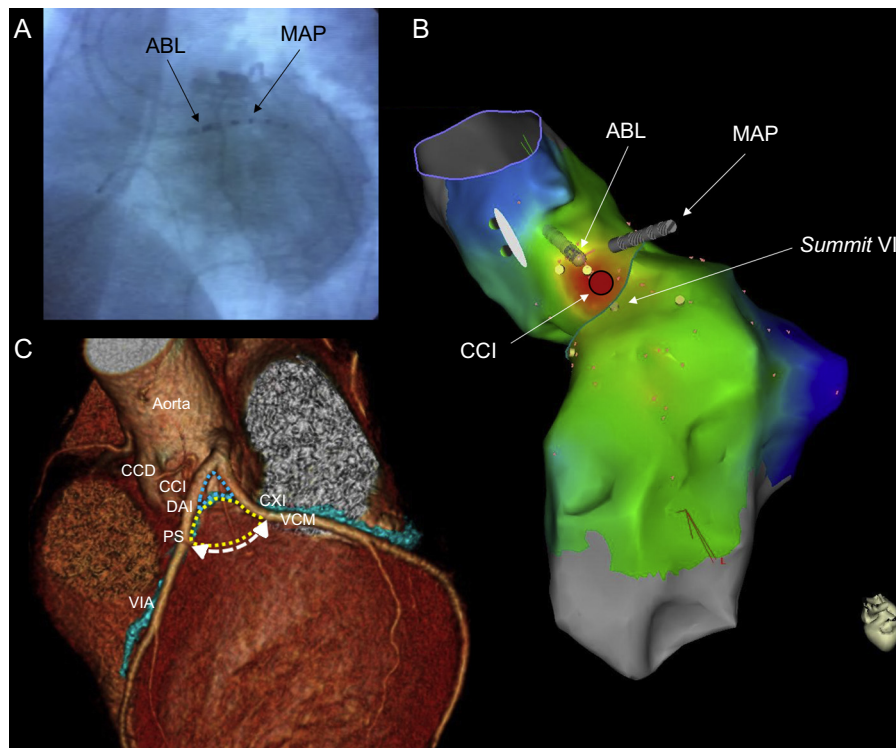 A
ABL
MAP
B
ABL
MAP
Summit VI
CCI
L
C
Aorta
CCD
CCI
DAI
CXI
VCM
PS
VIA